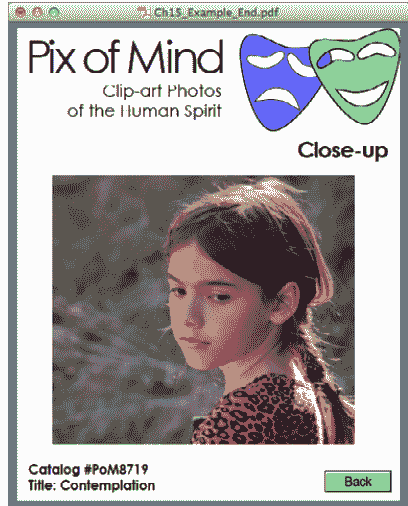 Ch15_Example_End.pdf
Pix of Mind
Clip-art Photos
of the Human Spirit
Close-up
Catalog #PoM8719
Title: Contemplation
Back